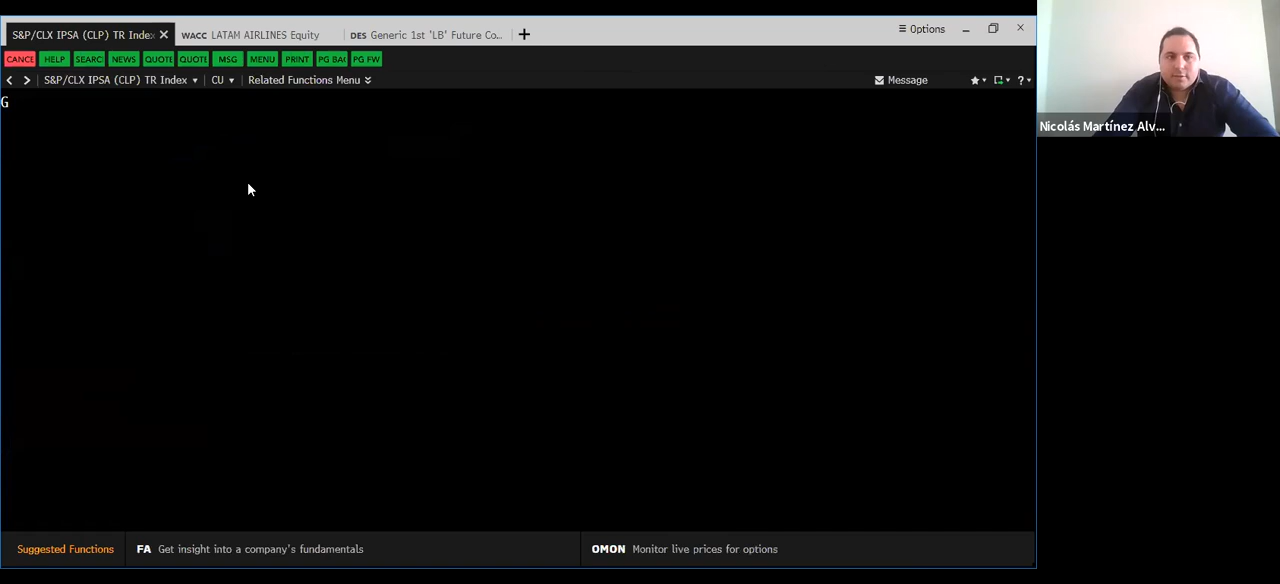 S&P/CLX IPSA (CLP) TR Index
WACC LATAM AIRLINES Equity
DES Generic 1st 'LB' Future Co...
Options
CANCE HELP SEARC NEWS QUOTE QUOTE MSG MENU PRINT PG BAC PG FW
S&P/CLX IPSA (CLP) TR Index CU Related Functions Menu Message ?
G
Nicolás Martínez Alv...
Suggested Functions FA Get insight into a company's fundamentals OMON Monitor live prices for options